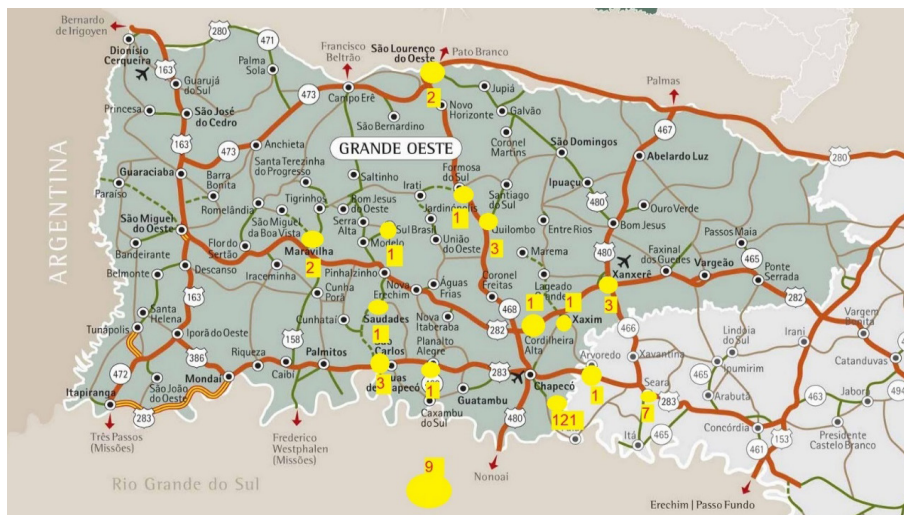 Bernardo
de Irigoyen
280
471
Francisco
Beltrão
São Lourenço
do Oeste
Pato Branco
Dionísio
Cerqueira
163
Palma
Sola
Palmas
Guarujá
do Sul
473
Campo Erê
2
Jupiá
Novo
Horizonte
Galvão
Princesa
São José
do Cedro
São Bernardino
Coronel
Martins
467
163
473
Anchieta
GRANDE OESTE
São Domingos
Abelardo Luz
280
ARGENTINA
Guaraciaba
Barra
Bonita
Santa Terezinha
do Progresso
Saltinho
Formosa
do Sul
Paraíso
Romelândia
Tigrinhos
Bom Jesus
do Oeste
Irati
Jardinópolis
1
Santiago
do Sul
Ipuaçu
480
Ouro Verde
São Miguel
do Oeste
São Miguel
da Boa Vista
Serra
Alta
Sul Brasil
União
do Oeste
Quilombo
3
Entre Rios
Bom Jesus
Passos Maia
Bandeirante
Flor do
Sertão
Maravilha
2
Modelo
1
Marema
480
Faxinal
dos Guedes
465
Vargeão
Belmonte
Descanso
Iraceminha
Pinhalzinho
Xanxerê
Ponte
Serrada
163
Cunha
Porã
Nova
Erechim
Águas
Frias
Coronel
Freitas
468
Lageado
3
282
Santa
Helena
Cunhataí
Saudades
1
Nova
Itaberaba
282
1
1
Xaxim
466
Tunápolis
Iporã do Oeste
158
Planalto
Alegre
Cordilheira
Alta
Xavantina
Lindoia
do Sul
Irani
Vargem
Bonita
386
Riqueza
Palmitos
Carlos
Arvoredo
465
Ipumirim
Catanduvas
472
Mondaí
Caibi
3
1
283
Chapecó
1
Seara
283
Arabutã
463
Jabor
494
Itapiranga
São João
do Oeste
Guatambu
7
283
Caxambu
do Sul
480
121
Itá
465
Concórdia
461
153
Presidente
Castelo Branco
Três Passos
(Missões)
Frederico
Westphalen
(Missões)
9
Nonoai
Rio Grande do Sul
Erechim | Passo Fundo